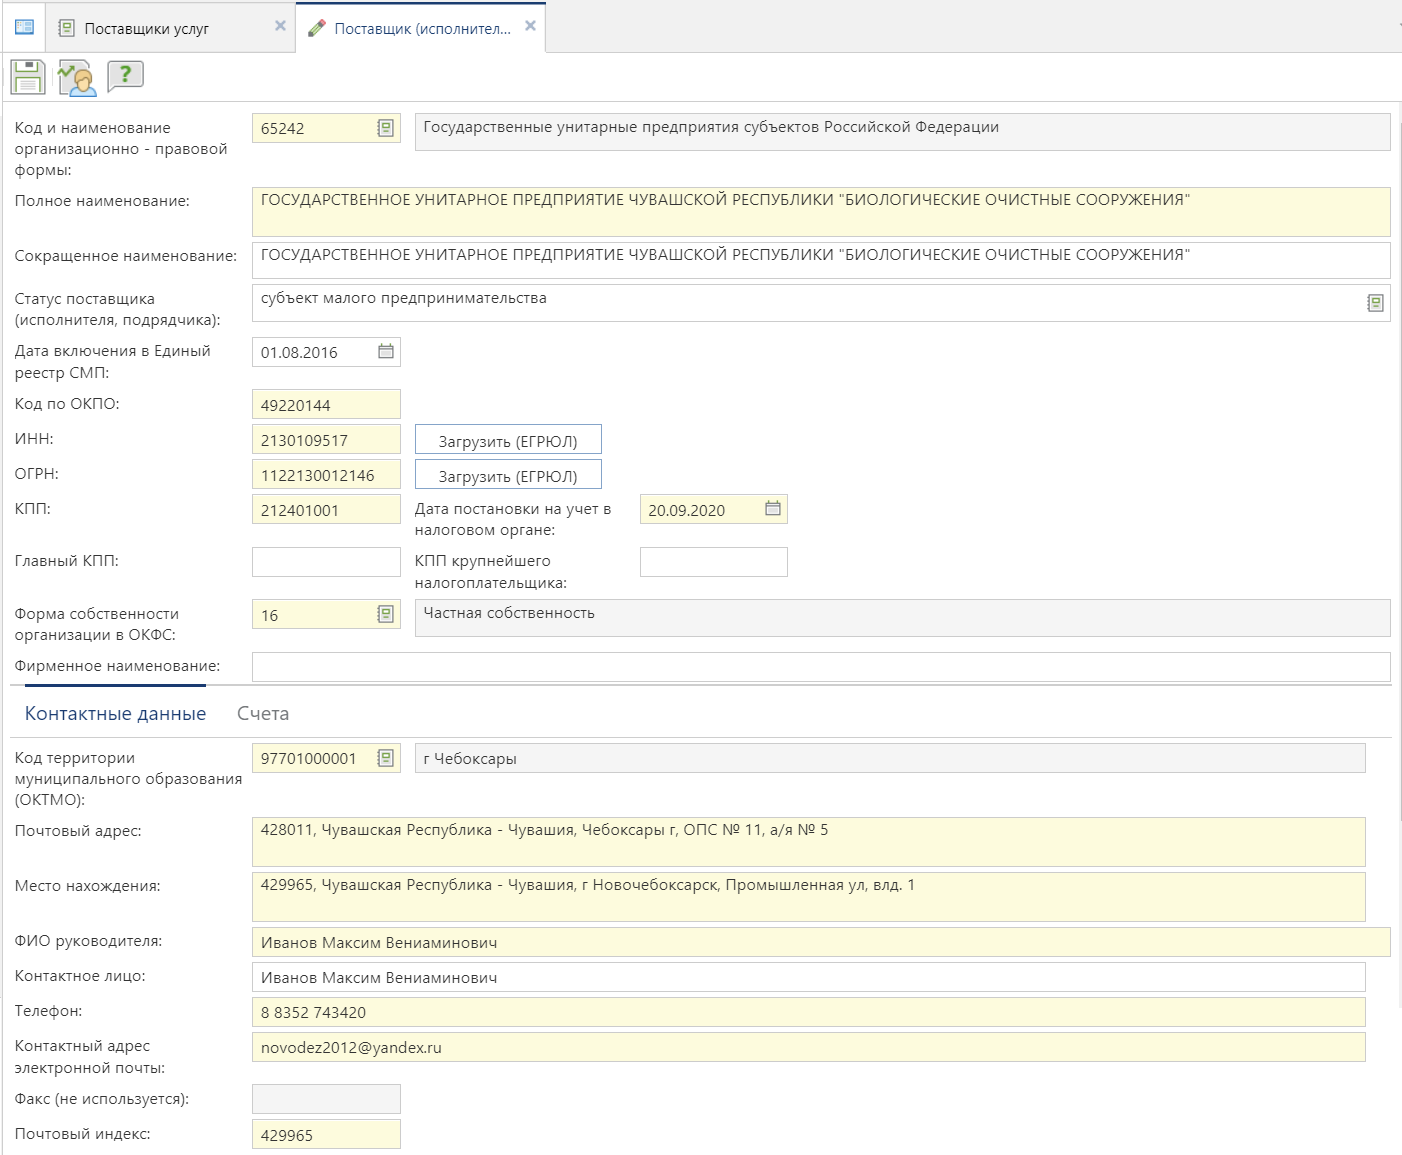 Поставщики услуг
Поставщик (исполнител...
Код и наименование
организационно - правовой
формы:
65242
Государственные унитарные предприятия субъектов Российской Федерации
Полное наименование:
ГОСУДАРСТВЕННОЕ УНИТАРНОЕ ПРЕДПРИЯТИЕ ЧУВАШСКОЙ РЕСПУБЛИКИ "БИОЛОГИЧЕСКИЕ ОЧИСТНЫЕ СООРУЖЕНИЯ"
Сокращенное наименование:
ГОСУДАРСТВЕННОЕ УНИТАРНОЕ ПРЕДПРИЯТИЕ ЧУВАШСКОЙ РЕСПУБЛИКИ "БИОЛОГИЧЕСКИЕ ОЧИСТНЫЕ СООРУЖЕНИЯ"
Статус поставщика
(исполнителя, подрядчика):
субъект малого предпринимательства
Дата включения в Единый
реестр СМП:
01.08.2016
Код по ОКПО:
49220144
ИНН:
2130109517
Загрузить (ЕГРЮЛ)
ОГРН:
1122130012146
Загрузить (ЕГРЮЛ)
КПП:
212401001
Дата постановки на учет в
налоговом органе:
20.09.2020
Главный КПП:
КПП крупнейшего
налогоплательщика:
Форма собственности
организации в ОКФС:
16
Частная собственность
Фирменное наименование:
Контактные данные
Счета
Код территории
муниципального образования
(ОКТМО):
97701000001
г Чебоксары
Почтовый адрес:
428011, Чувашская Республика - Чувашия, Чебоксары г, ОПС № 11, а/я № 5
Место нахождения:
429965, Чувашская Республика - Чувашия, г Новочебоксарск, Промышленная ул, влд. 1
ФИО руководителя:
Иванов Максим Вениаминович
Контактное лицо:
Иванов Максим Вениаминович
Телефон:
8 8352 743420
Контактный адрес
электронной почты:
novodez2012@yandex.ru
Факс (не используется):
Почтовый индекс:
429965